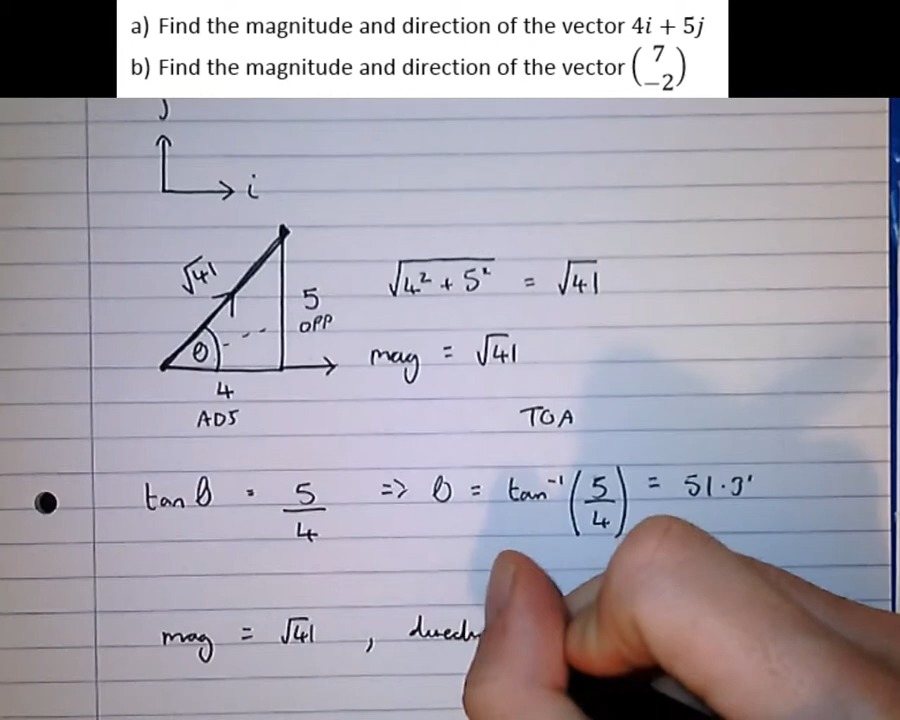 a) Find the magnitude and direction of the vector 4i + 5j
b) Find the magnitude and direction of the vector (7 -2)
j
i
√41
√4² + 5² = √41
5
OPP
θ
mag = √41
4
ADJ
TOA
tan θ = 5/4 => θ = tan⁻¹(5/4) = 51.3°
mag = √41 ,